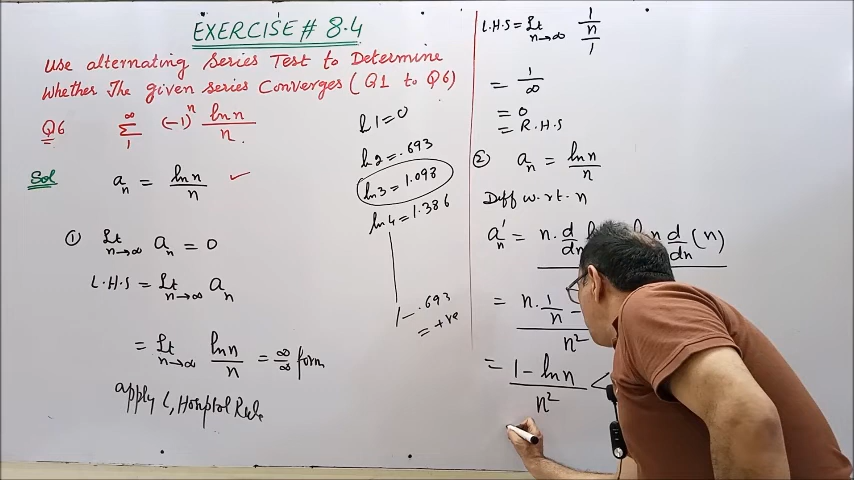 EXERCISE # 8.4
Use alternating series Test to Determine
Whether The given series Converges (Q1 to Q6)
Q6 ∞ ∑ 1 (-1)^n ln n / n
Sol a_n = ln n / n ✓
① Lt n→∞ a_n = 0
L.H.S = Lt n→∞ a_n
= Lt n→∞ ln n / n = ∞/∞ form
apply L, Rule
ln 1 = 0
ln 2 = .693
ln 3 = 1.098
ln 4 = 1.386
1 - .693
= +ve
L.H.S = Lt n→∞ 1/n / 1
= 1/∞
= 0
= R.H.S
② a_n = ln n / n
Diff w.r.t. n
a_n' = n. d/dn d/dn (n)
= n. 1/n - / n²
= 1 - ln n / n² <